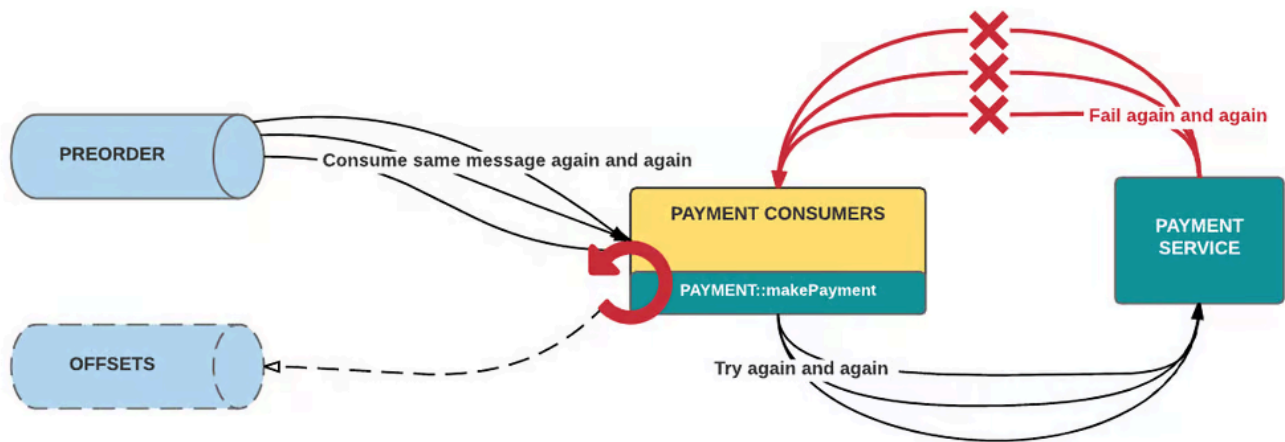 Fail again and again
PREORDER
Consume same message again and again
PAYMENT CONSUMERS
PAYMENT
SERVICE
PAYMENT::makePayment
OFFSETS
Try again and again